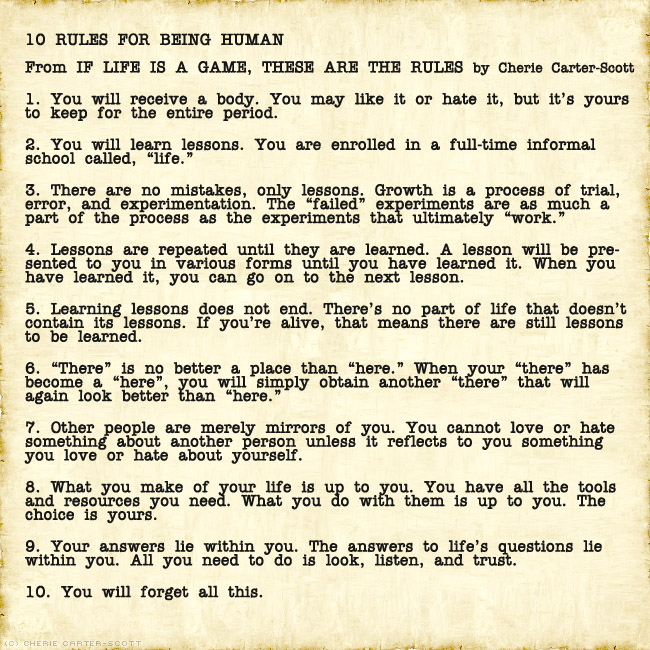 10 RULES FOR BEING HUMAN
From IF LIFE IS A GAME, THESE ARE THE RULES by Cherie Carter-Scott
1. You will receive a body. You may like it or hate it, but it's yours
to keep for the entire period.
2. You will learn lessons. You are enrolled in a full-time informal
school called, “life.”
3. There are no mistakes, only lessons. Growth is a process of trial,
error, and experimentation. The “failed” experiments are as much a
part of the process as the experiments that ultimately “work.”
4. Lessons are repeated until they are learned. A lesson will be pre-
sented to you in various forms until you have learned it. When you
have learned it, you can go on to the next lesson.
5. Learning lessons does not end. There's no part of life that doesn't
contain its lessons. If you're alive, that means there are still lessons
to be learned.
6. “There” is no better a place than “here.” When your “there” has
become a “here”, you will simply obtain another “there” that will
again look better than “here.”
7. Other people are merely mirrors of you. You cannot love or hate
something about another person unless it reflects to you something
you love or hate about yourself.
8. What you make of your life is up to you. You have all the tools
and resources you need. What you do with them is up to you. The
choice is yours.
9. Your answers lie within you. The answers to life's questions lie
within you. All you need to do is look, listen, and trust.
10. You will forget all this.
(C) CHERIE CARTER-SCOTT